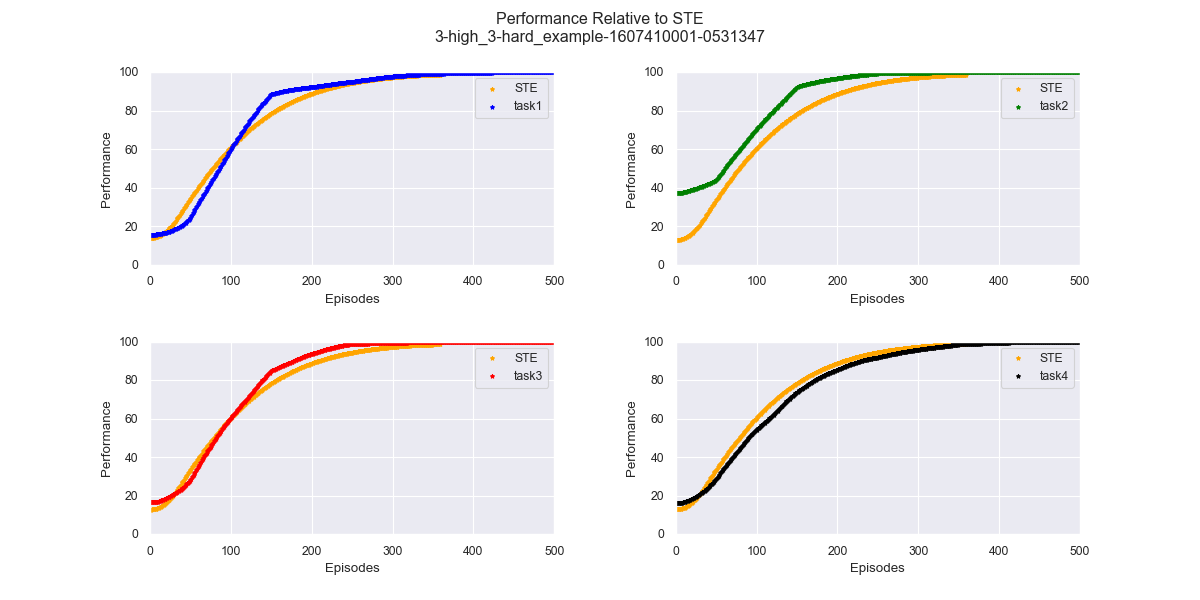 Performance Relative to STE
3-high_3-hard_example-1607410001-0531347
100
80
60
40
20
0
Performance
0 100 200 300 400 500
Episodes
STE
task1
100
80
60
40
20
0
Performance
0 100 200 300 400 500
Episodes
STE
task2
100
80
60
40
20
0
Performance
0 100 200 300 400 500
Episodes
STE
task3
100
80
60
40
20
0
Performance
0 100 200 300 400 500
Episodes
STE
task4